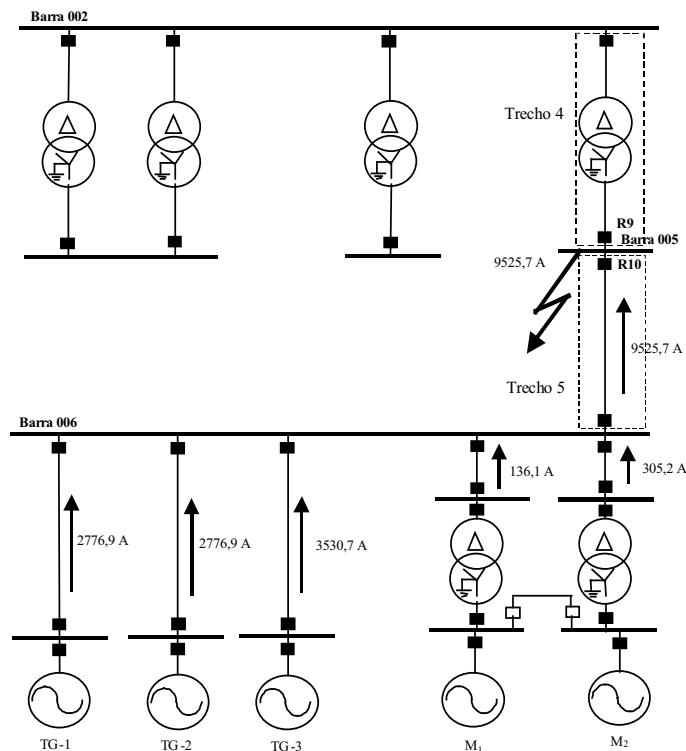 Barra 002
Trecho 4
R9
Barra 005
9525,7 A
R10
9525,7 A
Trecho 5
Barra 006
136,1 A
305,2 A
2776,9 A
2776,9 A
3530,7 A
TG-1
TG-2
TG-3
M1
M2